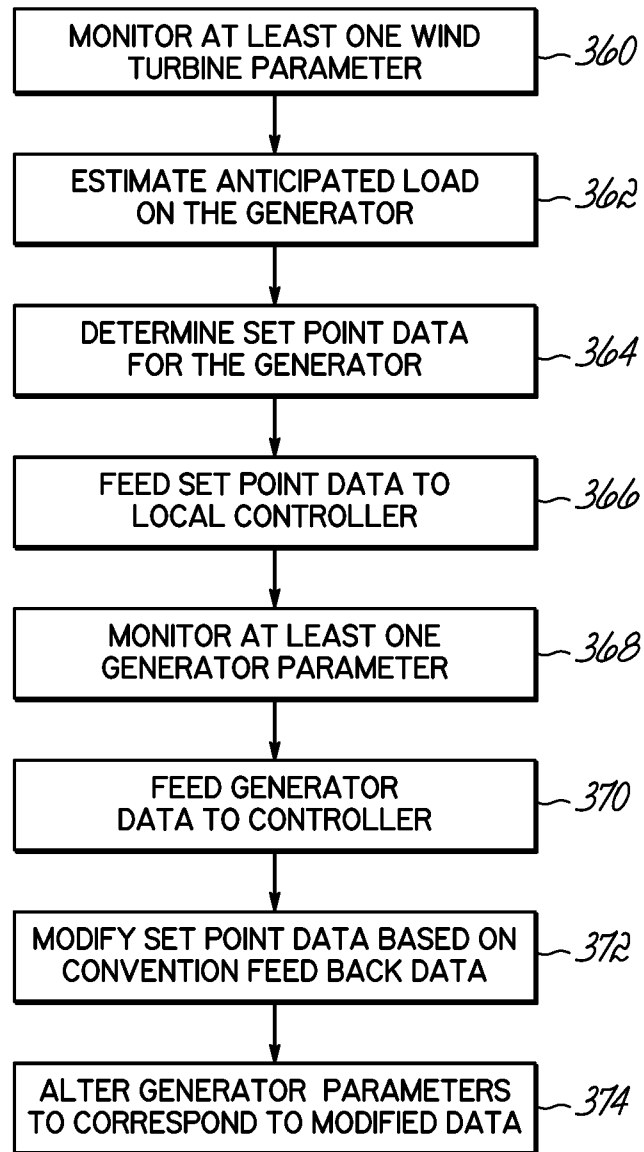 MONITOR AT LEAST ONE WIND
TURBINE PARAMETER
360
ESTIMATE ANTICIPATED LOAD
ON THE GENERATOR
362
DETERMINE SET POINT DATA
FOR THE GENERATOR
364
FEED SET POINT DATA TO
LOCAL CONTROLLER
366
MONITOR AT LEAST ONE
GENERATOR PARAMETER
368
FEED GENERATOR
DATA TO CONTROLLER
370
MODIFY SET POINT DATA BASED ON
CONVENTION FEED BACK DATA
372
ALTER GENERATOR PARAMETERS
TO CORRESPOND TO MODIFIED DATA
374